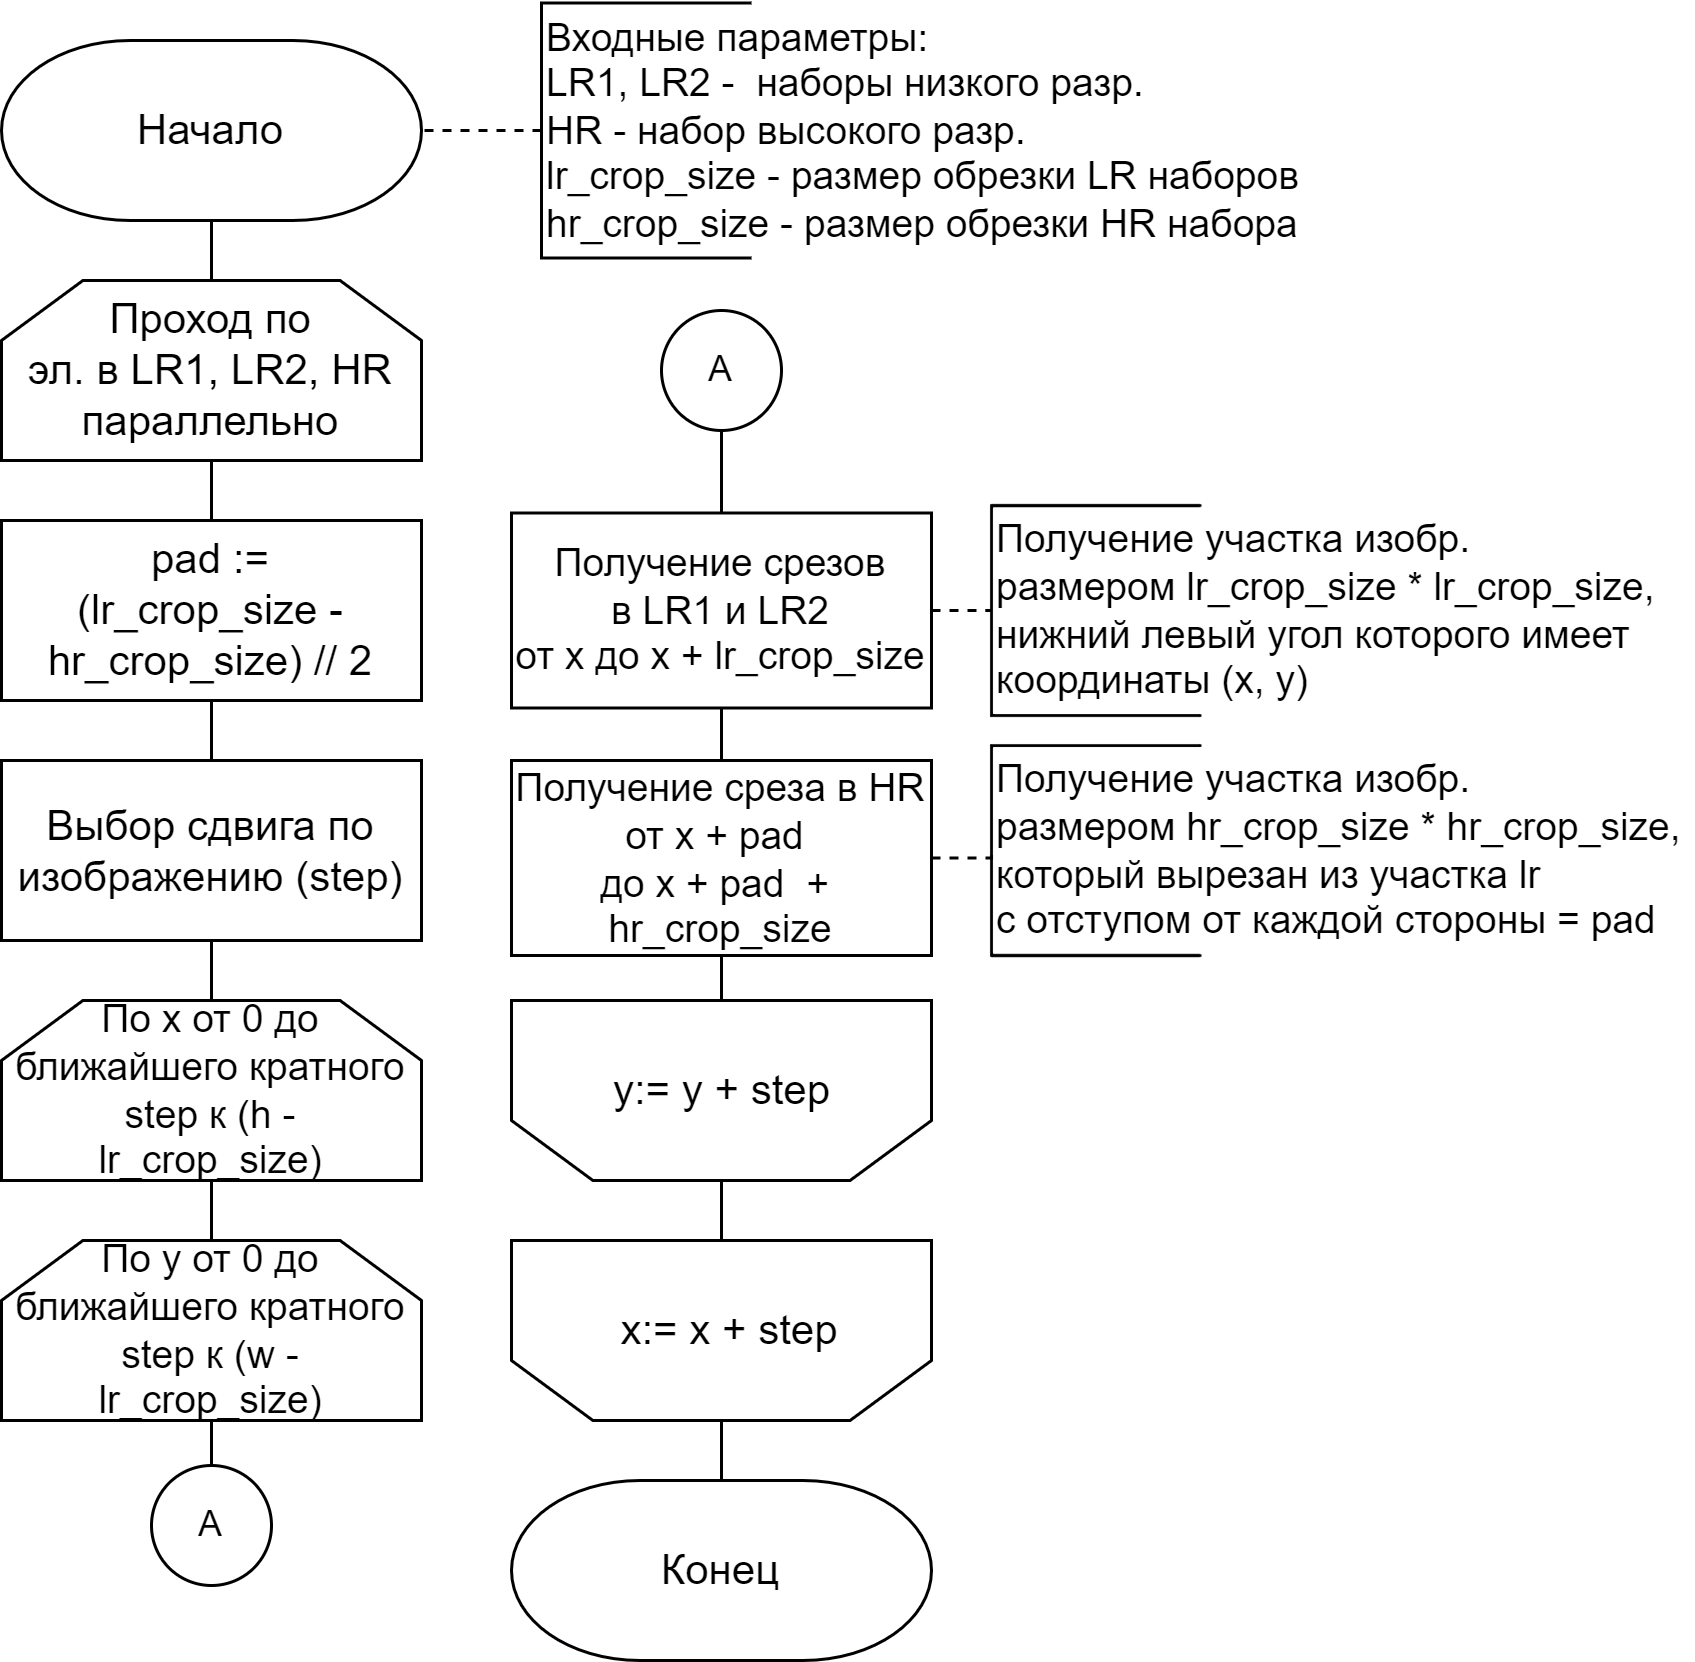 Начало
Входные параметры:
LR1, LR2 -  наборы низкого разр.
HR - набор высокого разр.
lr_crop_size - размер обрезки LR наборов
hr_crop_size - размер обрезки HR набора
Проход по
эл. в LR1, LR2, HR
параллельно
pad :=
(lr_crop_size -
hr_crop_size) // 2
Выбор сдвига по
изображению (step)
По x от 0 до
ближайшего кратного
step к (h -
lr_crop_size)
По y от 0 до
ближайшего кратного
step к (w -
lr_crop_size)
A
A
Получение срезов
в LR1 и LR2
от x до x + lr_crop_size
Получение участка изобр.
размером lr_crop_size * lr_crop_size,
нижний левый угол которого имеет
координаты (x, y)
Получение среза в HR
от x + pad
до x + pad  +
hr_crop_size
Получение участка изобр.
размером hr_crop_size * hr_crop_size,
который вырезан из участка lr
с отступом от каждой стороны = pad
y:= y + step
x:= x + step
Конец